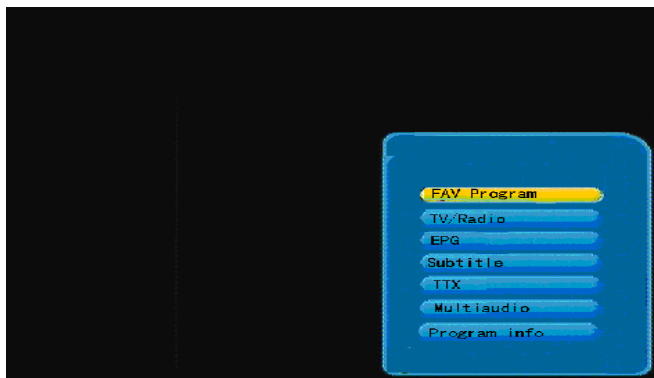 FAV Program
TV/Radio
EPG
Subtitle
TTX
Multiaudio
Program info